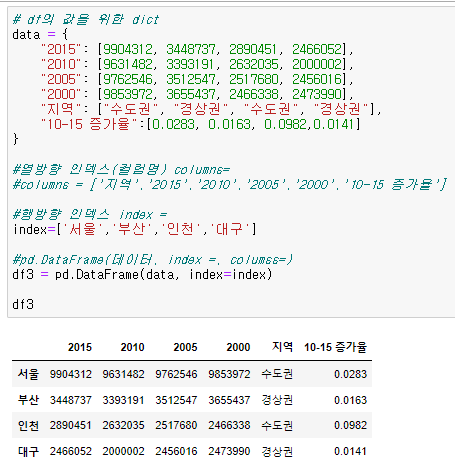 # df의 값을 위한 dict
data = {
"2015": [9904312, 3448737, 2890451, 2466052],
"2010": [9631482, 3393191, 2632035, 2000002],
"2005": [9762546, 3512547, 2517680, 2456016],
"2000": [9853972, 3655437, 2466338, 2473990],
"지역": ["수도권", "경상권", "수도권", "경상권"],
"10-15 증가율":[0.0283, 0.0163, 0.0982,0.0141]
}
#열방향 인덱스(컬럼명) columns=
#columns = ['지역','2015','2010','2005','2000','10-15 증가율']
#행방향 인덱스 index =
index=['서울','부산','인천','대구']
#pd.DataFrame(데이터, index =, columss=)
df3 = pd.DataFrame(data, index=index)
df3
2015 2010 2005 2000 지역 10-15 증가율
서울 9904312 9631482 9762546 9853972 수도권 0.0283
부산 3448737 3393191 3512547 3655437 경상권 0.0163
인천 2890451 2632035 2517680 2466338 수도권 0.0982
대구 2466052 2000002 2456016 2473990 경상권 0.0141